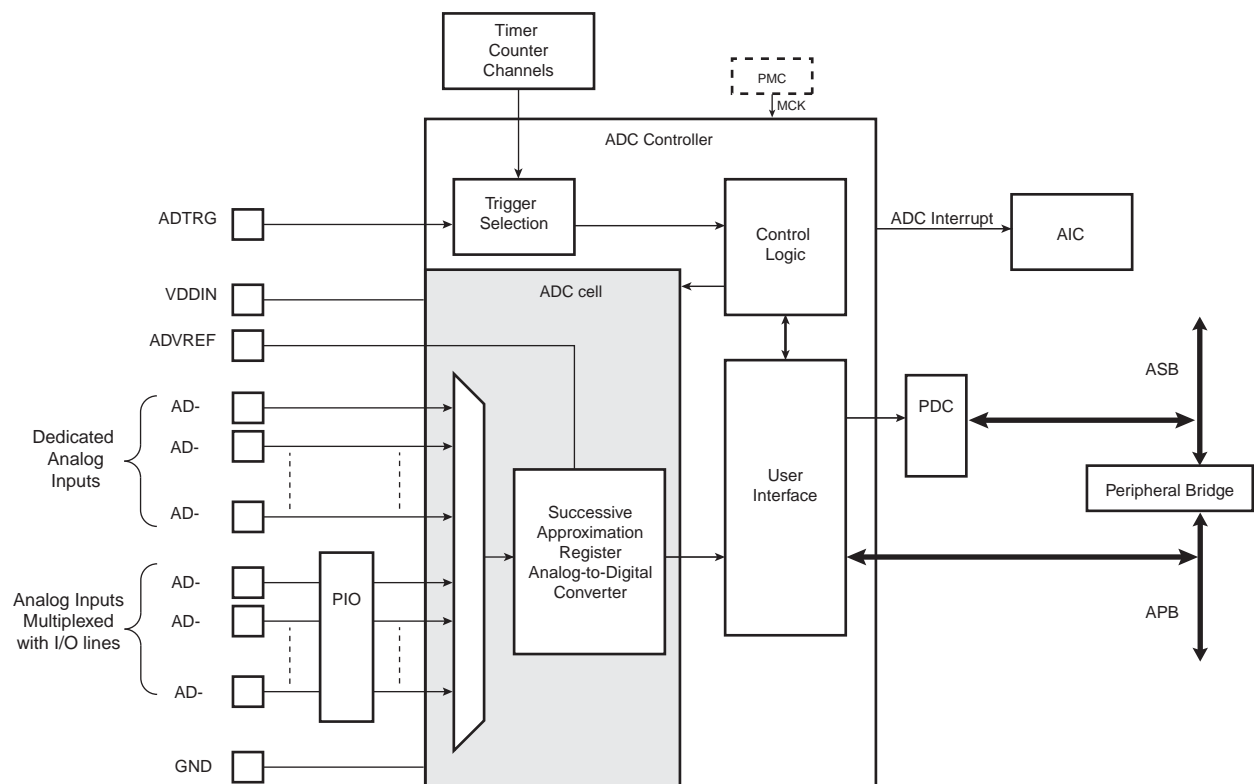 Timer
Counter
Channels
PMC
MCK
ADC Controller
Trigger
Selection
Control
Logic
ADTRG
ADC Interrupt
AIC
VDDIN
ADC cell
ADVREF
ASB
PDC
Dedicated
Analog
Inputs
AD-
AD-
AD-
User
Interface
Peripheral Bridge
Successive
Approximation
Register
Analog-to-Digital
Converter
Analog Inputs
Multiplexed
with I/O lines
AD-
AD-
AD-
PIO
APB
GND